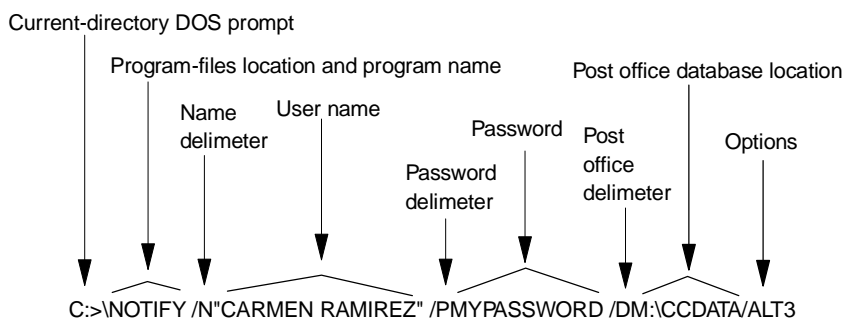 Current-directory DOS prompt
Program-files location and program name
Post office database location
Name
delimeter
User name
Password
delimeter
Password
Post
office
delimeter
Options
C:>\NOTIFY /N"CARMEN RAMIREZ" /PMYPASSWORD /DM:\CCDATA/ALT3